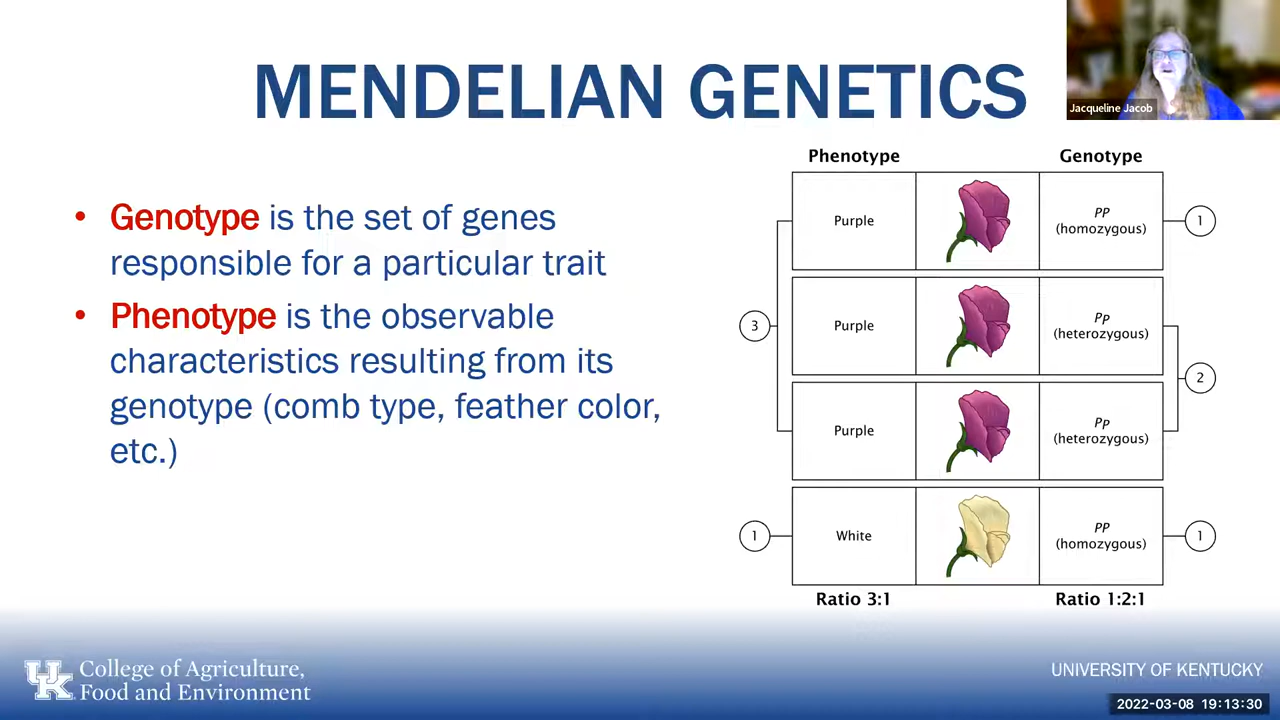 MENDELIAN GENETICS
Jacqueline Jacob
• Genotype is the set of genes
responsible for a particular trait
• Phenotype is the observable
characteristics resulting from its
genotype (comb type, feather color,
etc.)
Phenotype Genotype
Purple PP
(homozygous) 1
3 Purple Pp
(heterozygous)
2
Purple Pp
(heterozygous)
1 White PP
(homozygous) 1
Ratio 3:1 Ratio 1:2:1
UK College of Agriculture,
Food and Environment
UNIVERSITY OF KENTUCKY
2022-03-08 19:13:30